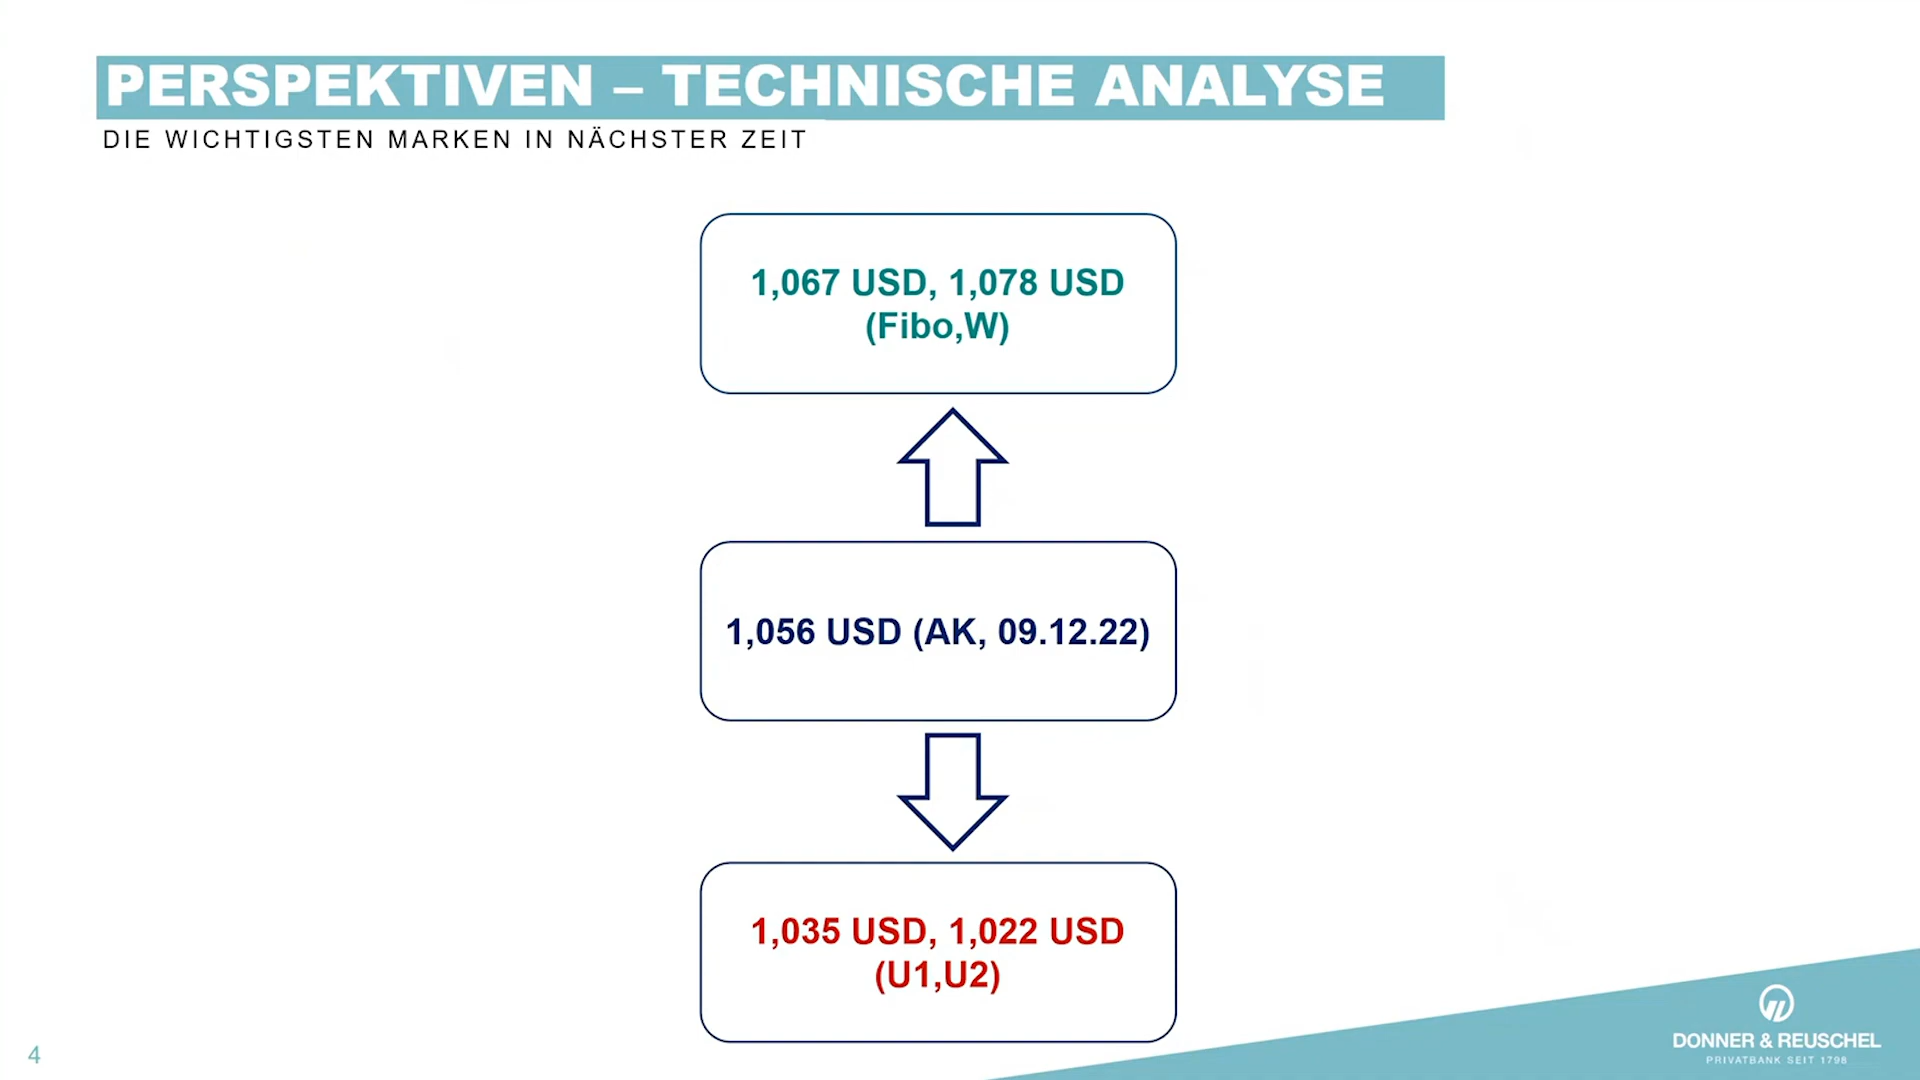 PERSPEKTIVEN – TECHNISCHE ANALYSE
DIE WICHTIGSTEN MARKEN IN NÄCHSTER ZEIT
1,067 USD, 1,078 USD
(Fibo,W)
1,056 USD (AK, 09.12.22)
1,035 USD, 1,022 USD
(U1,U2)
4
DONNER & REUSCHEL
PRIVATBANK SEIT 1798